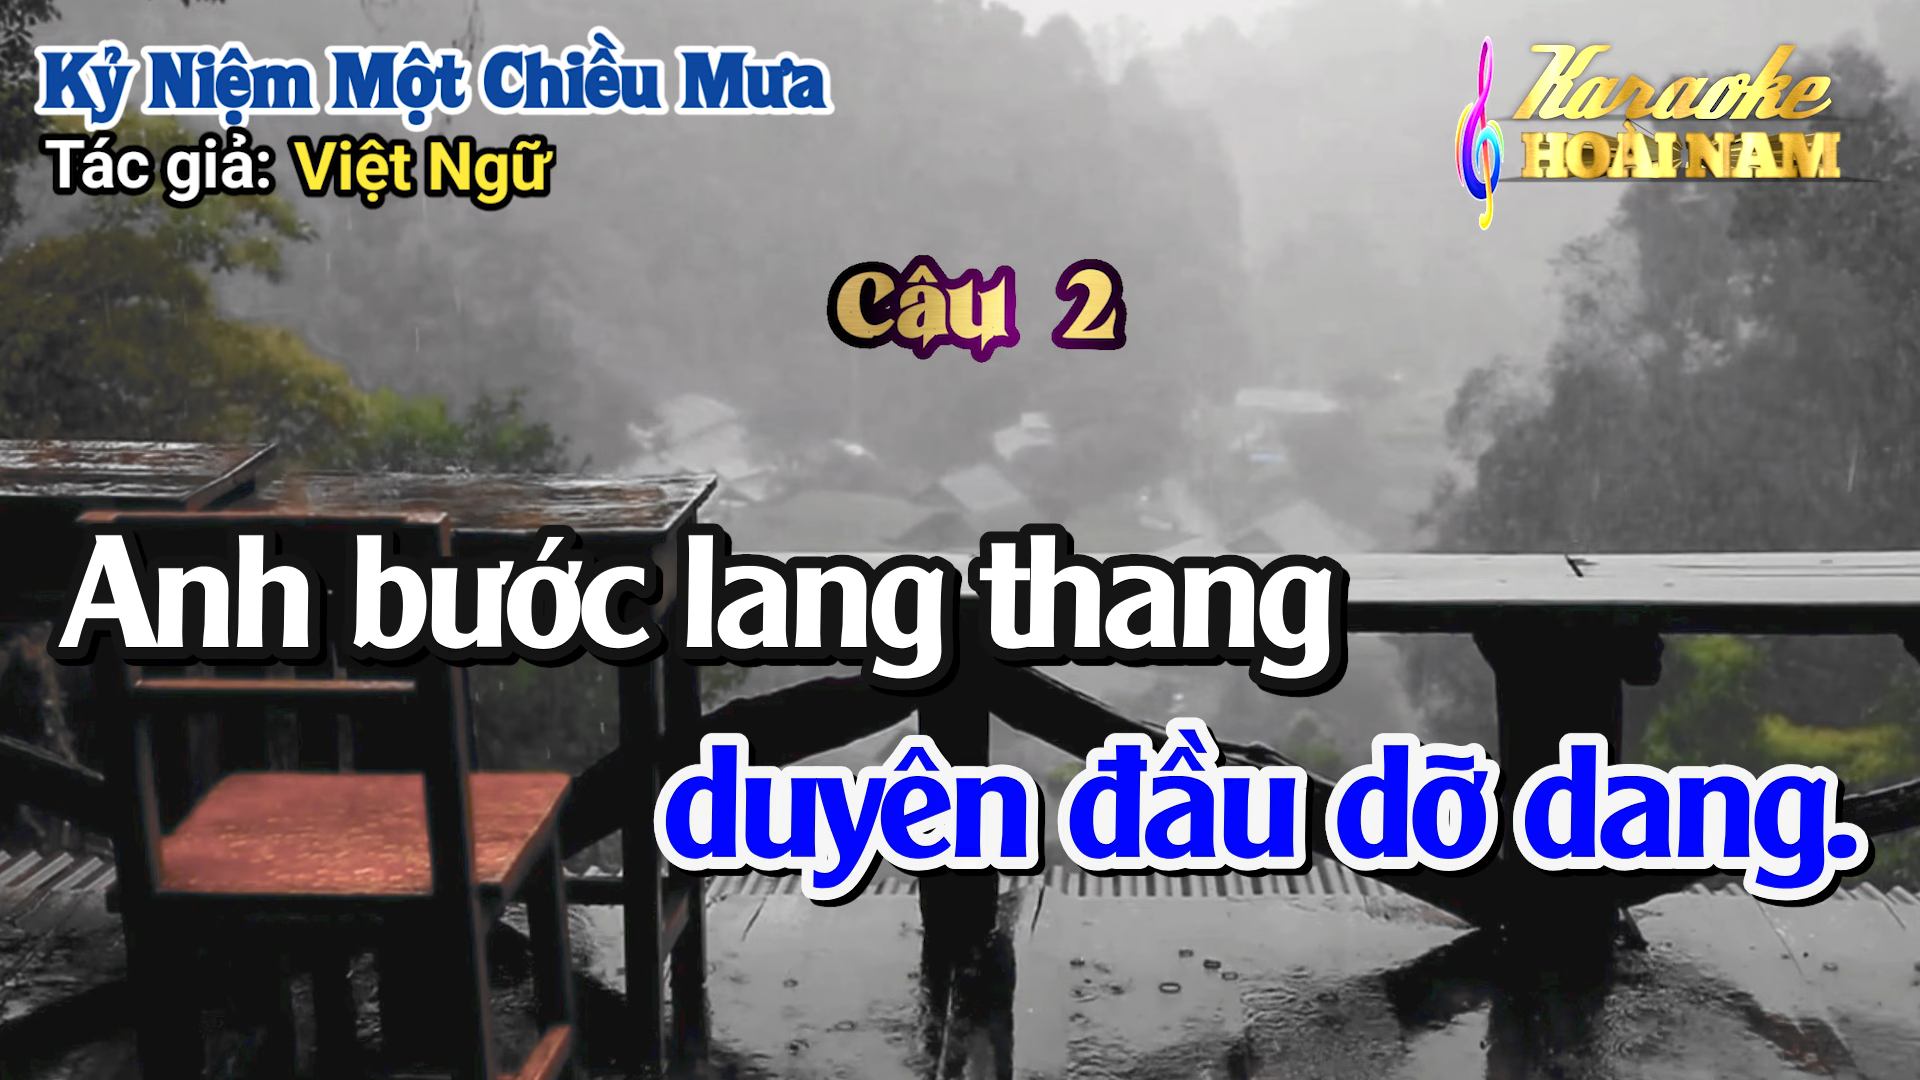 Kỷ Niệm Một Chiều Mưa
Tác giả: Việt Ngữ
Karaoke
HOÀI NAM
Câu 2
Anh bước lang thang
duyên đầu dỡ dang.